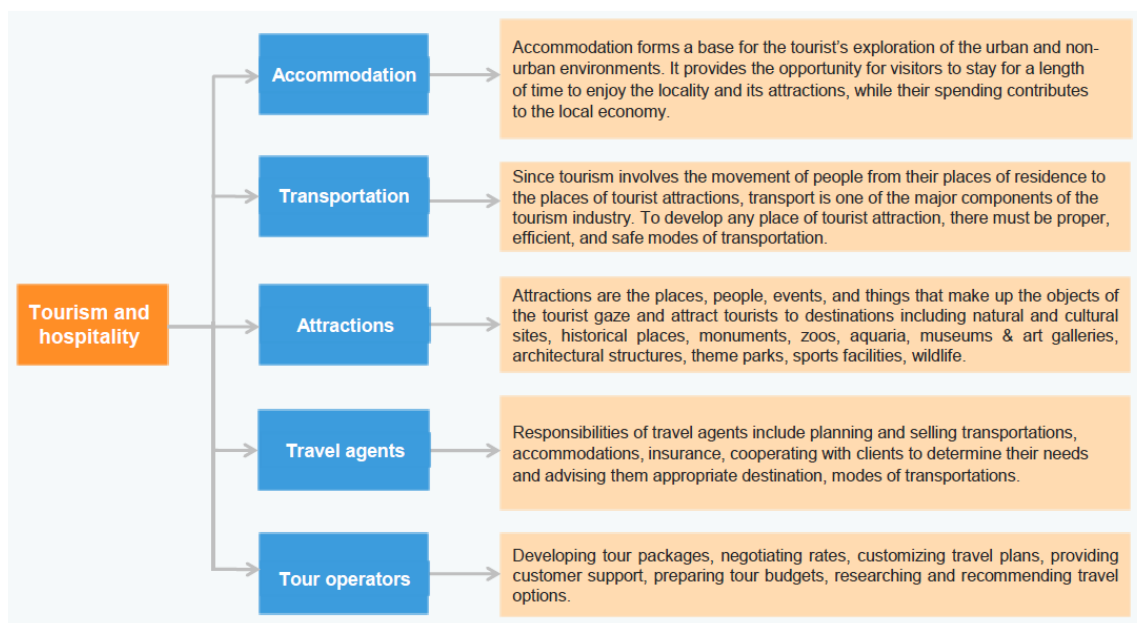 Accommodation
Accommodation forms a base for the tourist's exploration of the urban and non-
urban environments. It provides the opportunity for visitors to stay for a length
of time to enjoy the locality and its attractions, while their spending contributes
to the local economy.
Transportation
Since tourism involves the movement of people from their places of residence to
the places of tourist attractions, transport is one of the major components of the
tourism industry. To develop any place of tourist attraction, there must be proper,
efficient, and safe modes of transportation.
Tourism and
hospitality
Attractions
Attractions are the places, people, events, and things that make up the objects of
the tourist gaze and attract tourists to destinations including natural and cultural
sites, historical places, monuments, zoos, aquaria, museums & art galleries,
architectural structures, theme parks, sports facilities, wildlife.
Travel agents
Responsibilities of travel agents include planning and selling transportations,
accommodations, insurance, cooperating with clients to determine their needs
and advising them appropriate destination, modes of transportations.
Tour operators
Developing tour packages, negotiating rates, customizing travel plans, providing
customer support, preparing tour budgets, researching and recommending travel
options.